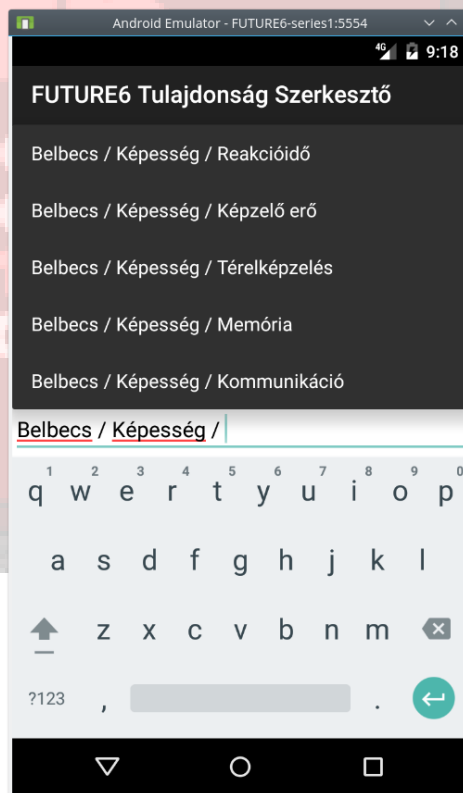 Android Emulator - FUTURE6-series1:5554
4G 9:18
FUTURE6 Tulajdonság Szerkesztő
Belbecs / Képesség / Reakcióidő
Belbecs / Képesség / Képzelő erő
Belbecs / Képesség / Térelképzelés
Belbecs / Képesség / Memória
Belbecs / Képesség / Kommunikáció
Belbecs / Képesség /
1 2 3 4 5 6 7 8 9 0
q w e r t y u i o p
a s d f g h j k l
z x c v b n m
?123 , .